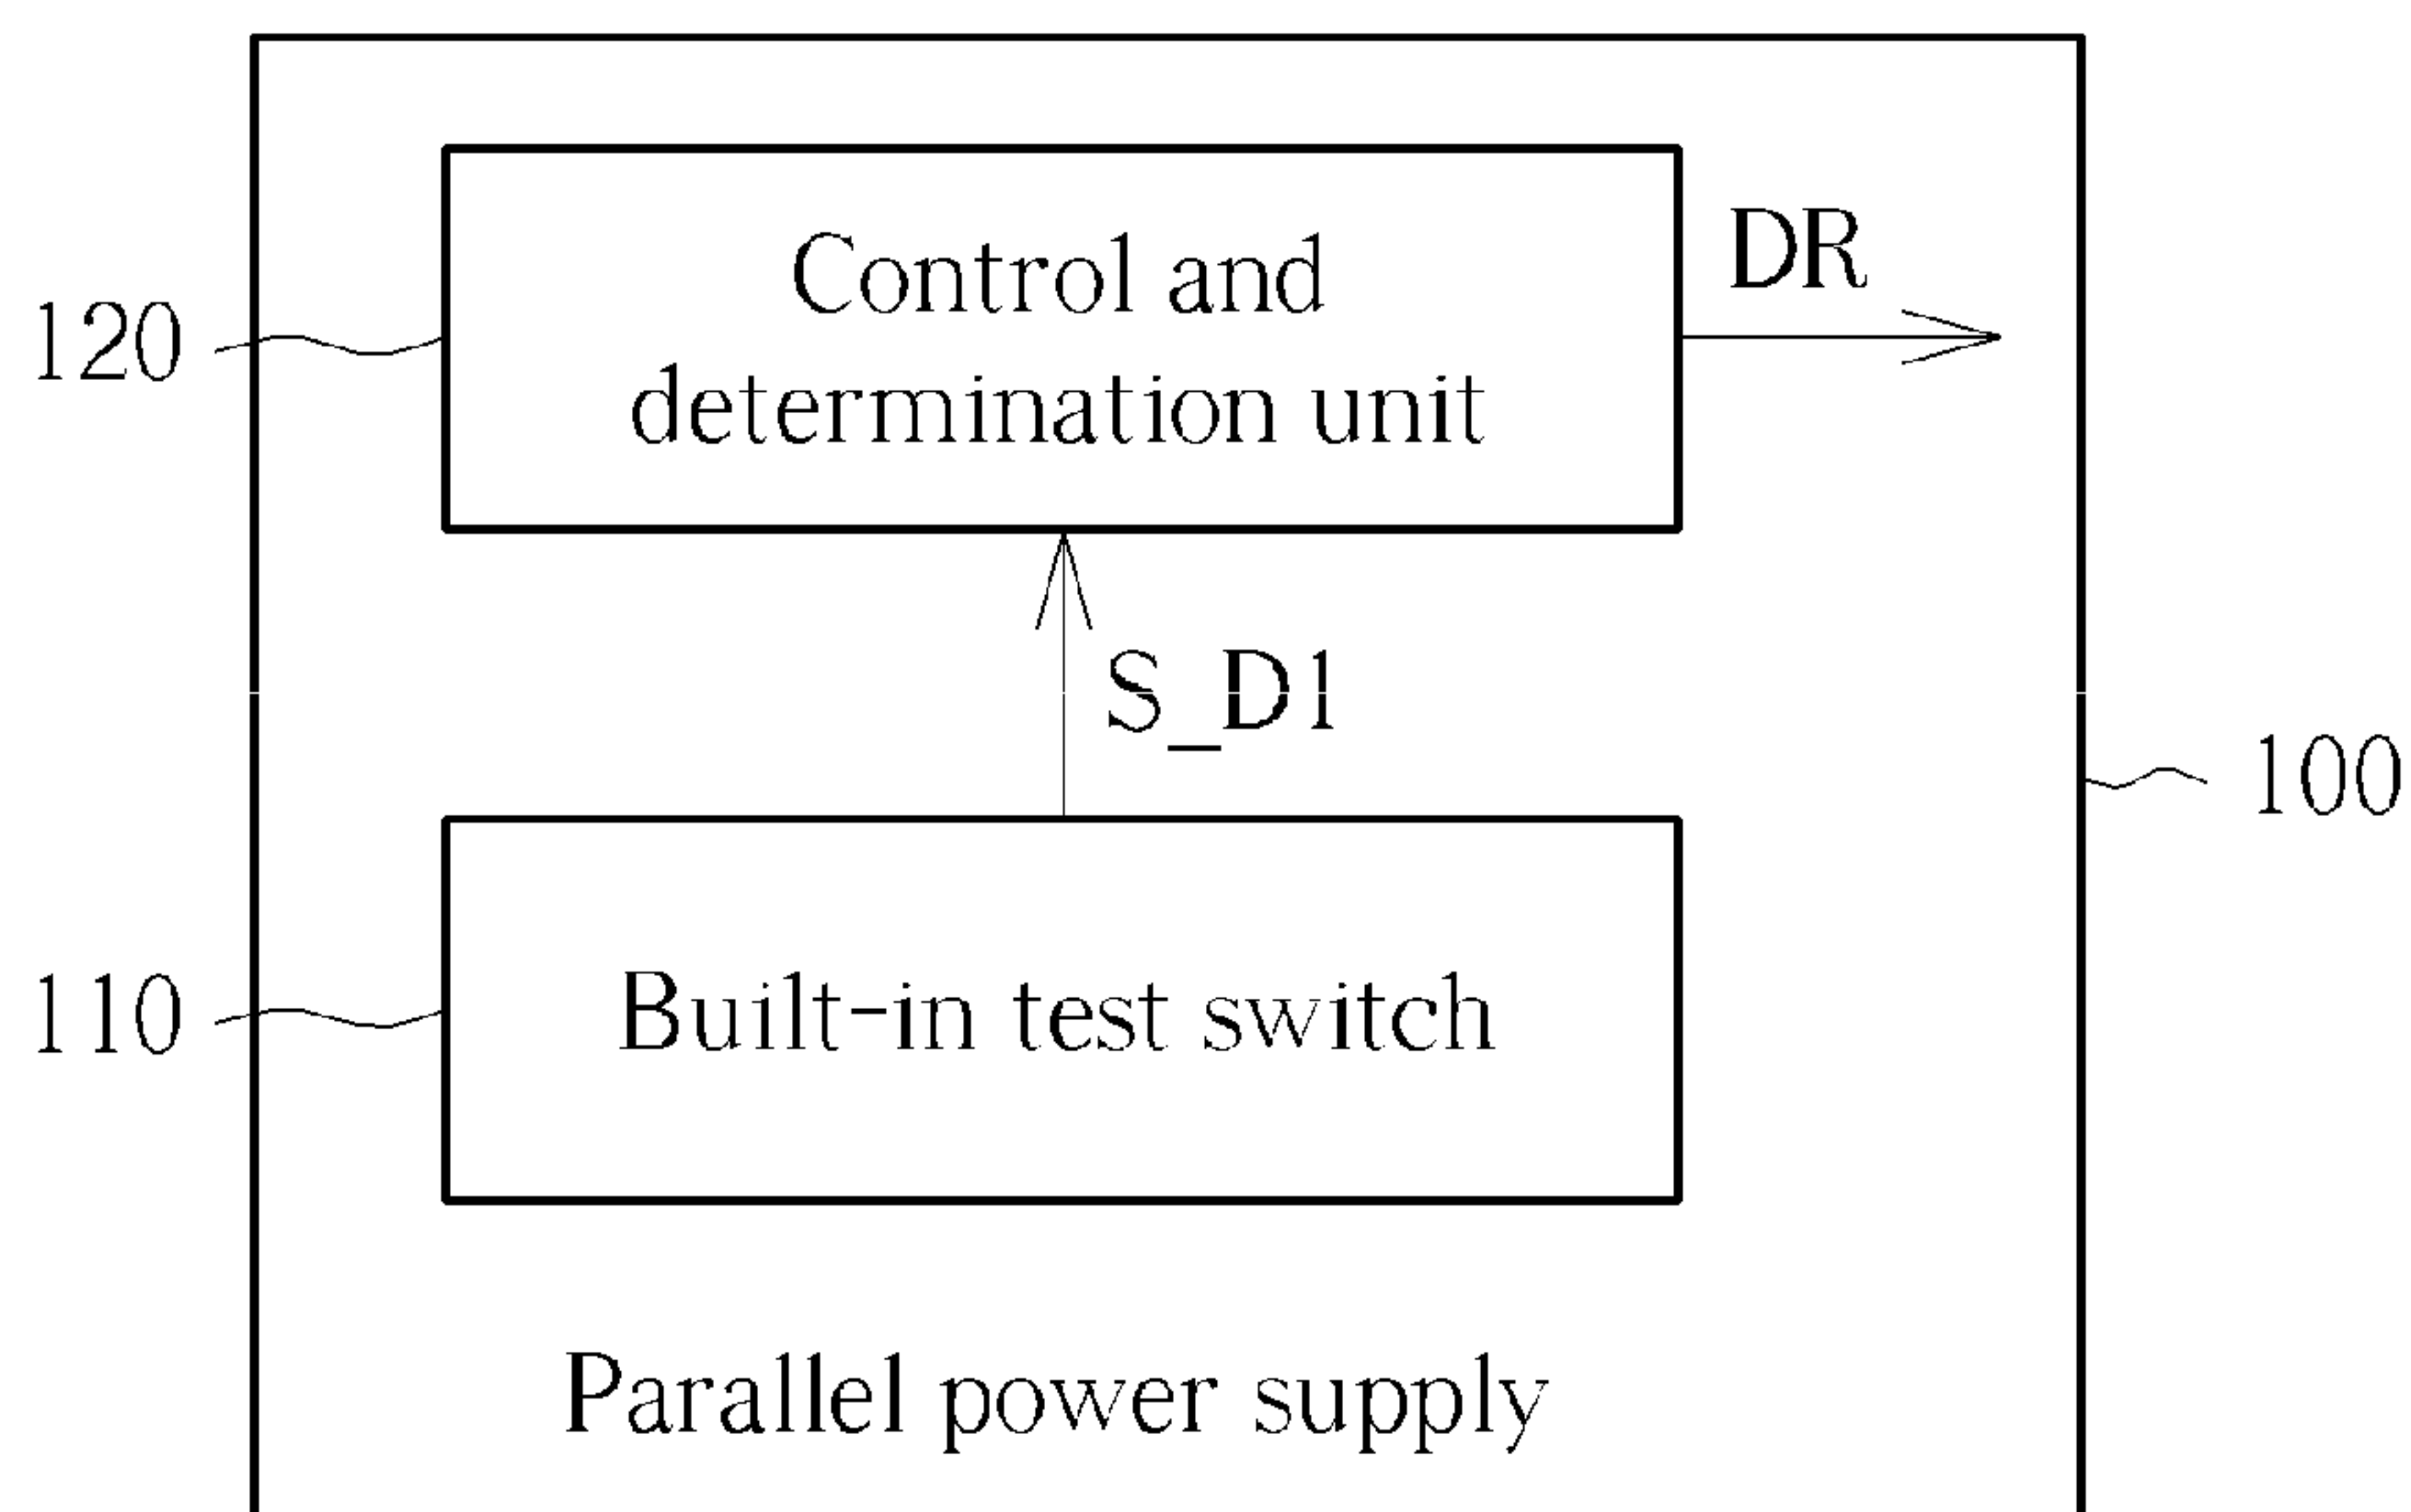 Control and
determination unit
DR
120
S_D1
100
110
Built-in test switch
Parallel power supply